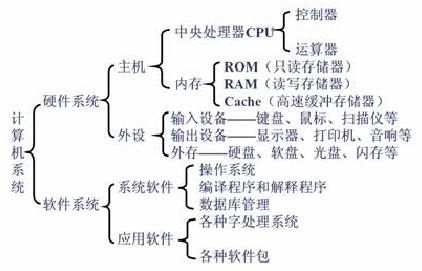 控制器
中央处理器CPU
运算器
主机
ROM（只读存储器）
内存
RAM（读写存储器）
Cache（高速缓冲存储器）
硬件系统
输入设备——键盘、鼠标、扫描仪等
外设
输出设备——显示器、打印机、音响等
外存——硬盘、软盘、光盘、闪存等
计算机系统
操作系统
系统软件
编译程序和解释程序
数据库管理
软件系统
各种字处理系统
应用软件
各种软件包